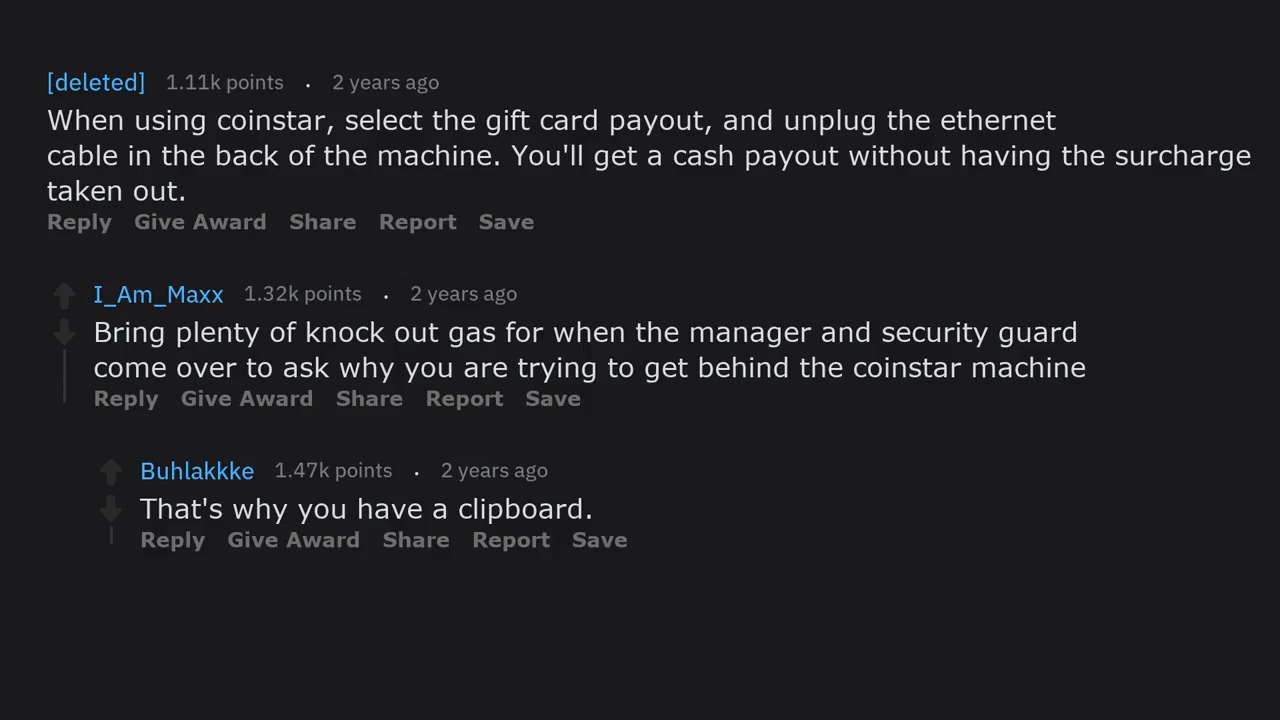 [deleted] 1.11k points · 2 years ago
When using coinstar, select the gift card payout, and unplug the ethernet
cable in the back of the machine. You'll get a cash payout without having the surcharge
taken out.
Reply Give Award Share Report Save
I_Am_Maxx 1.32k points · 2 years ago
Bring plenty of knock out gas for when the manager and security guard
come over to ask why you are trying to get behind the coinstar machine
Reply Give Award Share Report Save
Buhlakkke 1.47k points · 2 years ago
That's why you have a clipboard.
Reply Give Award Share Report Save